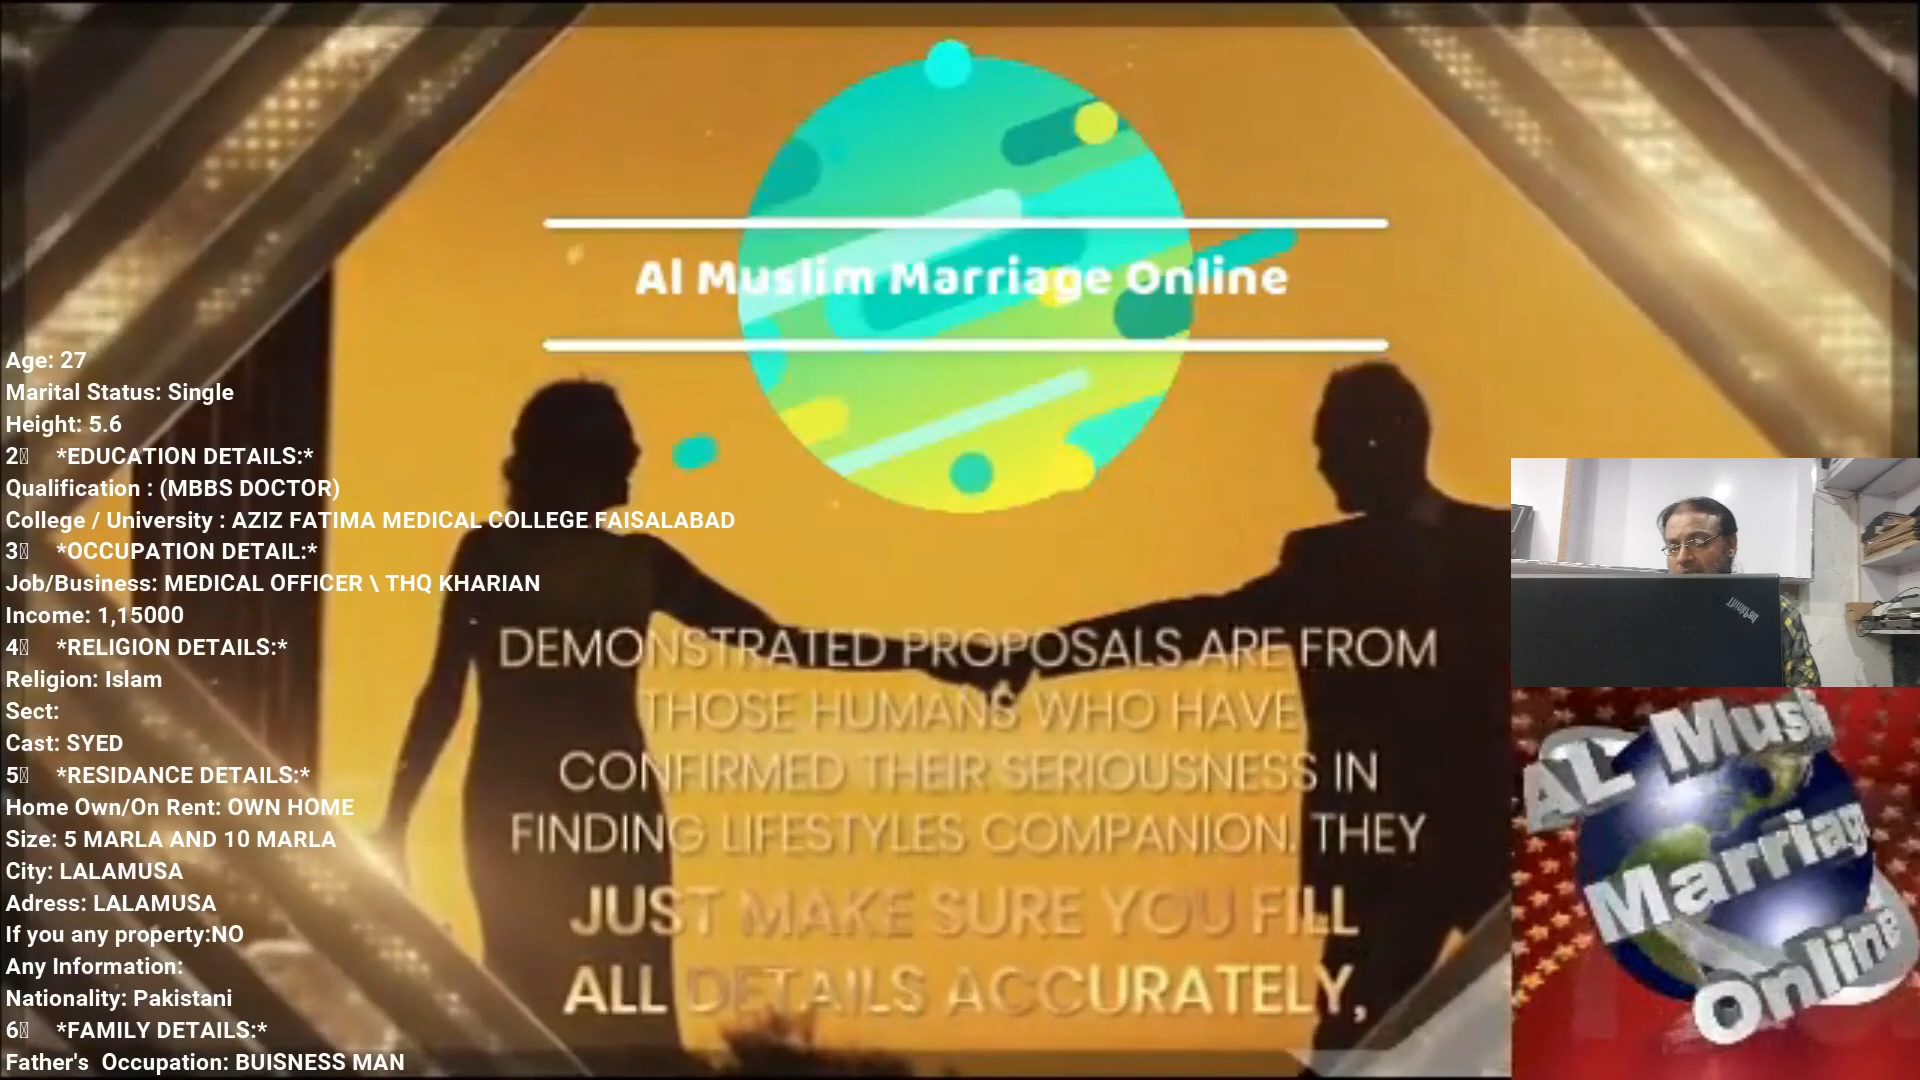 Al Muslim Marriage Online
Age: 27
Marital Status: Single
Height: 5.6
2 *EDUCATION DETAILS:*
Qualification : (MBBS DOCTOR)
College / University : AZIZ FATIMA MEDICAL COLLEGE FAISALABAD
3 *OCCUPATION DETAIL:*
Job/Business: MEDICAL OFFICER \ THQ KHARIAN
Income: 1,15000
4 *RELIGION DETAILS:*
Religion: Islam
Sect:
Cast: SYED
5 *RESIDANCE DETAILS:*
Home Own/On Rent: OWN HOME
Size: 5 MARLA AND 10 MARLA
City: LALAMUSA
Adress: LALAMUSA
If you any property:NO
Any Information:
Nationality: Pakistani
6 *FAMILY DETAILS:*
Father's  Occupation: BUISNESS MAN
DEMONSTRATED PROPOSALS ARE FROM
THOSE HUMANS WHO HAVE
CONFIRMED THEIR SERIOUSNESS IN
FINDING LIFESTYLES COMPANION. THEY
JUST MAKE SURE YOU FILL
ALL DETAILS ACCURATELY,
ThinkPad
AL Musli
Marriag
Online